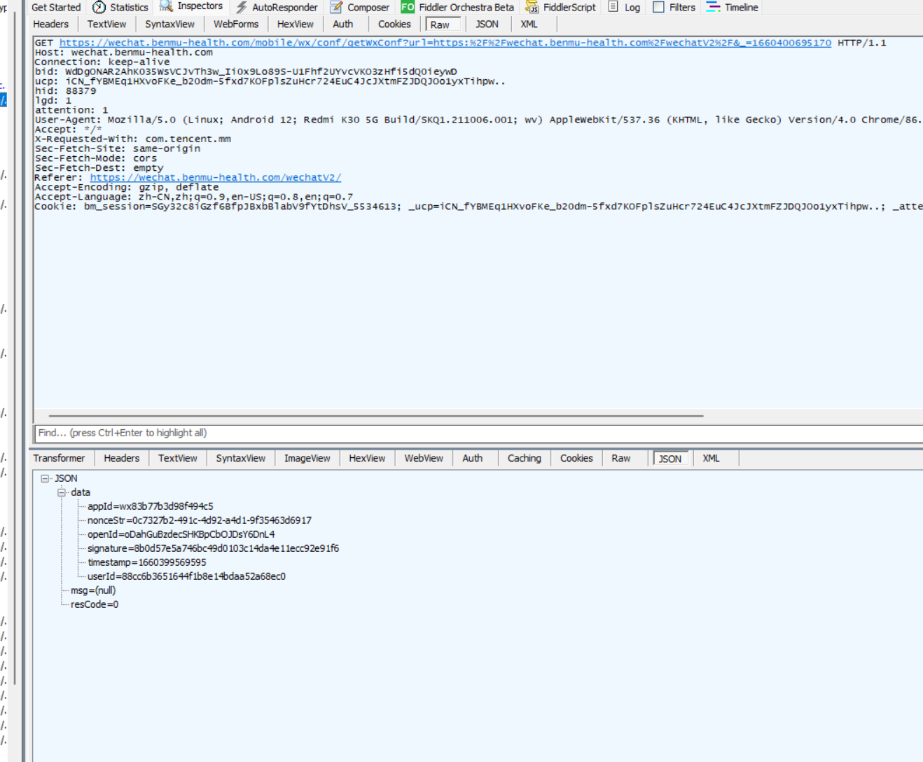 Get Started Statistics Inspectors AutoResponder Composer FO Fiddler Orchestra Beta FiddlerScript Log Filters Timeline
Headers TextView SyntaxView WebForms HexView Auth Cookies Raw JSON XML
GET https://wechat.benmu-health.com/mobile/wx/conf/getWxConf?url=https:%2F%2Fwechat.benmu-health.com%2FwechatV2%2F&_=1660400695170 HTTP/1.1
Host: wechat.benmu-health.com
Connection: keep-alive
bid: WdDgONAR2AhKO35WsVCJvTh3w_Ii0x9Lo89S-U1Fhf2UYvcVKO3zHfi5dQ0ieywD
ucp: iCN_fYBMEq1HXvoFKe_b20dm-5fxd7KOFplsZuHcr724EuC4JcJXtmFZJDQJOo1yxTihpw..
hid: 88379
lgd: 1
attention: 1
User-Agent: Mozilla/5.0 (Linux; Android 12; Redmi K30 5G Build/SKQ1.211006.001; wv) AppleWebKit/537.36 (KHTML, like Gecko) Version/4.0 Chrome/86.
Accept: */*
X-Requested-With: com.tencent.mm
Sec-Fetch-Site: same-origin
Sec-Fetch-Mode: cors
Sec-Fetch-Dest: empty
Referer: https://wechat.benmu-health.com/wechatV2/
Accept-Encoding: gzip, deflate
Accept-Language: zh-CN,zh;q=0.9,en-US;q=0.8,en;q=0.7
Cookie: bm_session=SGy32c8iGzf6BfpJBxbBlabV9fYtDhsV_5534613; _ucp=iCN_fYBMEq1HXvoFKe_b20dm-5fxd7KOFplsZuHcr724EuC4JcJXtmFZJDQJOo1yxTihpw..; _atte
Find... (press Ctrl+Enter to highlight all)
Transformer Headers TextView SyntaxView ImageView HexView WebView Auth Caching Cookies Raw JSON XML
JSON
data
appId=wx83b77b3d98f494c5
nonceStr=0c7327b2-491c-4d92-a4d1-9f35463d6917
openId=oDahGuBzdecSHKBpCbOJDsY6DnL4
signature=8b0d57e5a746bc49d0103c14da4e11ecc92e91f6
timestamp=1660399569595
userId=88cc6b3651644f1b8e14bdaa52a68ec0
msg=(null)
resCode=0